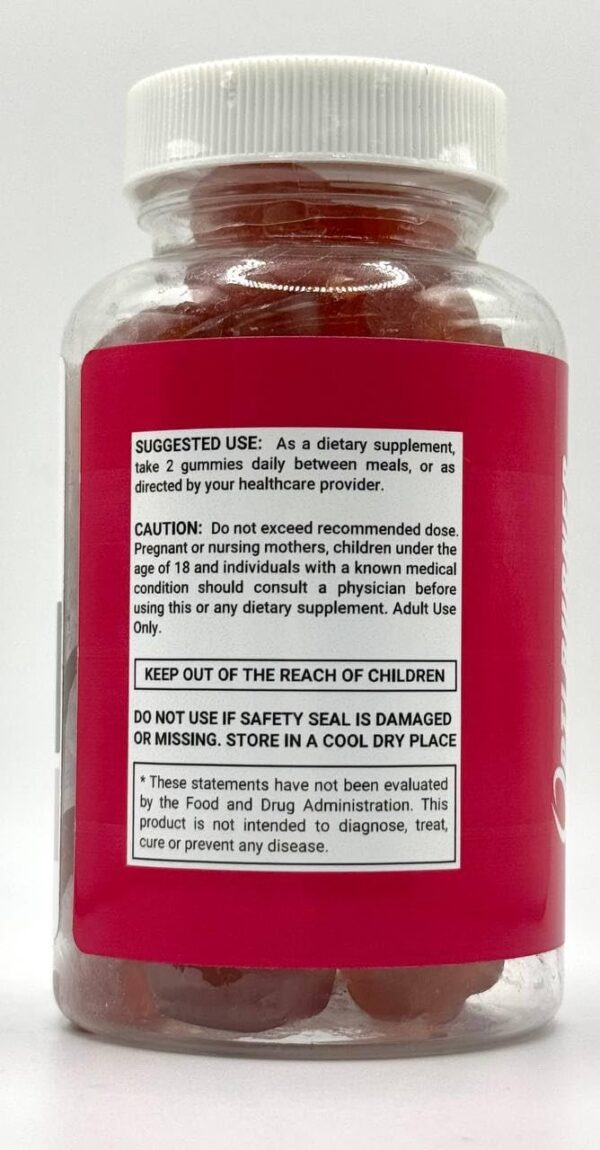 SUGGESTED USE: As a dietary supplement,
take 2 gummies daily between meals, or as
directed by your healthcare provider.
CAUTION: Do not exceed recommended dose.
Pregnant or nursing mothers, children under the
age of 18 and individuals with a known medical
condition should consult a physician before
using this or any dietary supplement. Adult Use
Only.
KEEP OUT OF THE REACH OF CHILDREN
DO NOT USE IF SAFETY SEAL IS DAMAGED
OR MISSING. STORE IN A COOL DRY PLACE
* These statements have not been evaluated
by the Food and Drug Administration. This
product is not intended to diagnose, treat,
cure or prevent any disease.